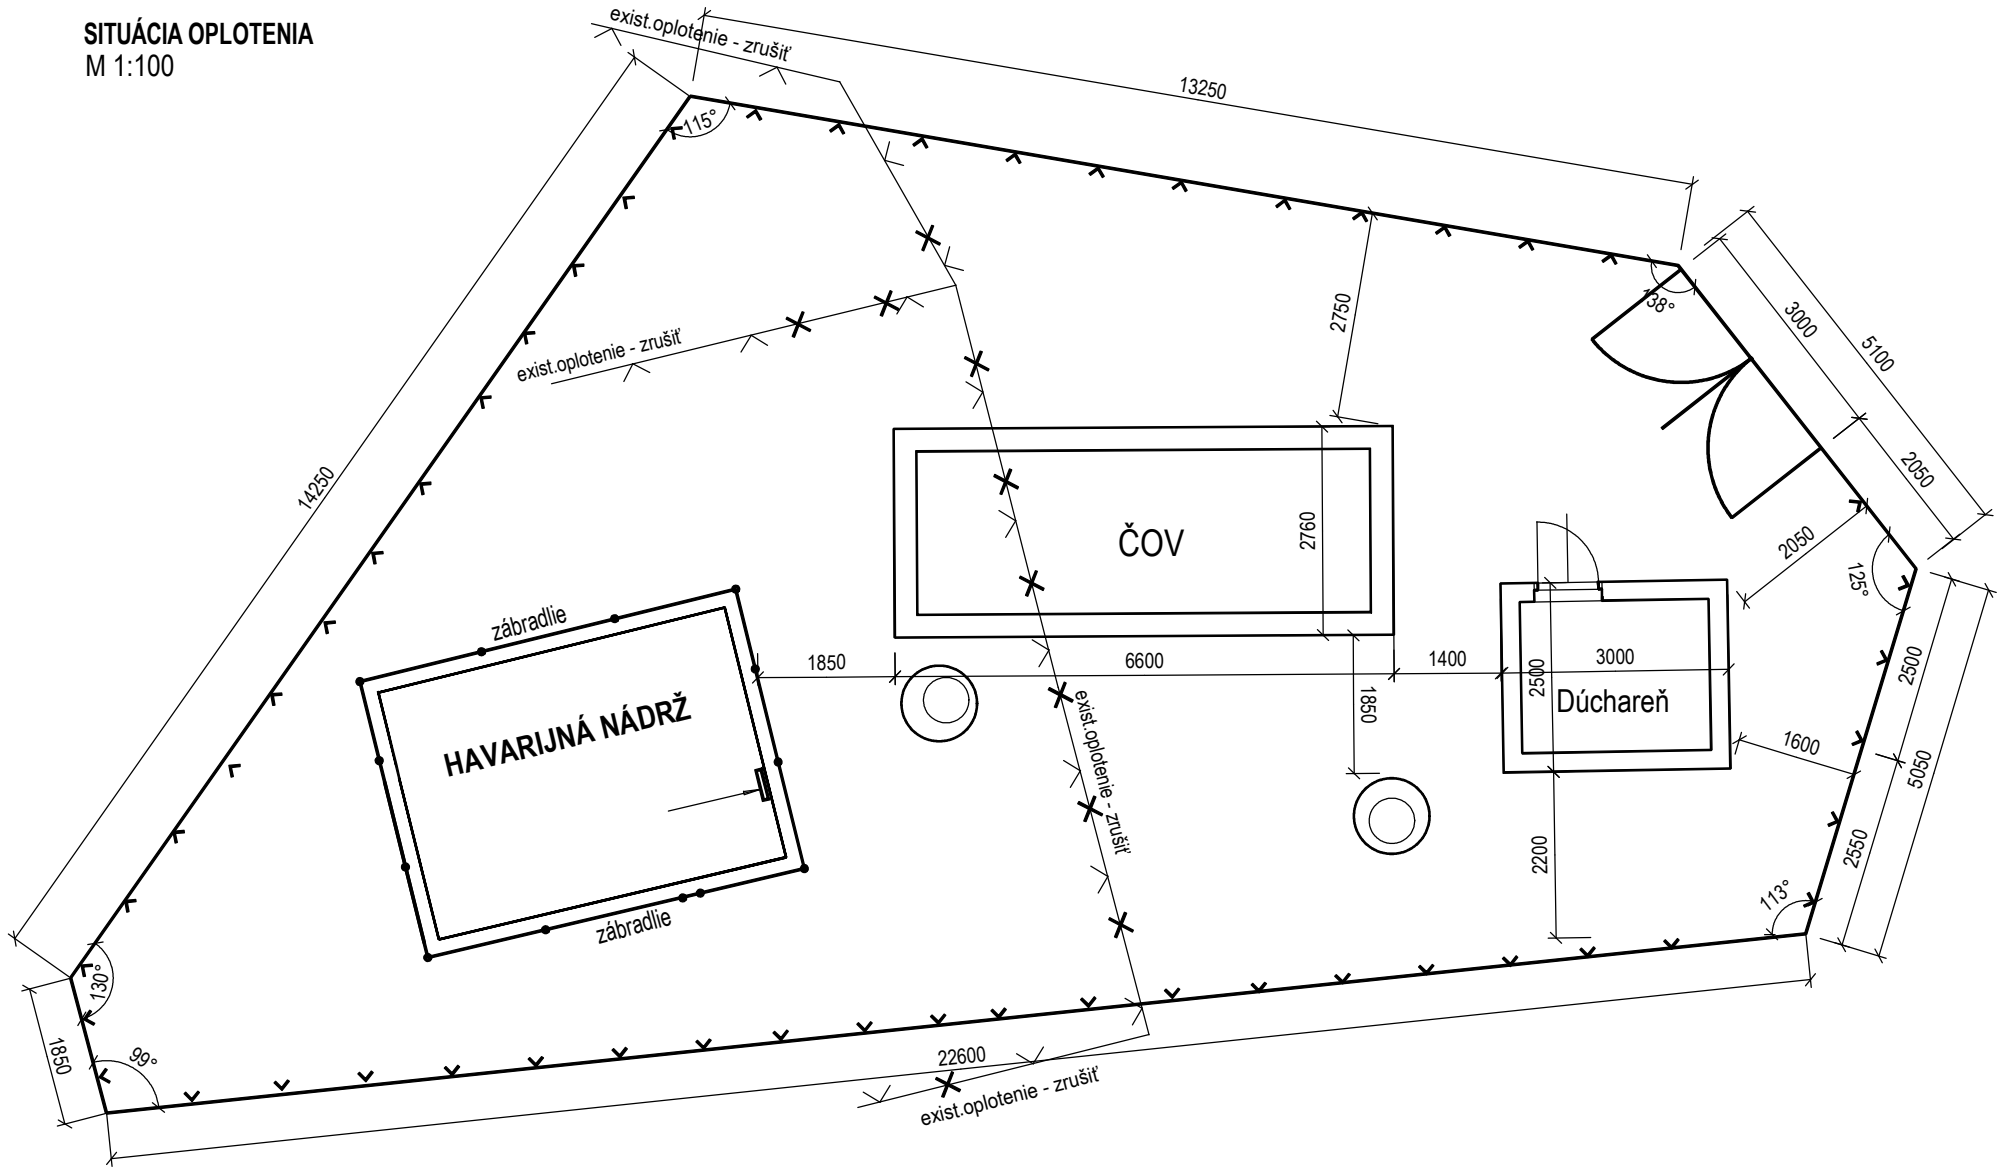 SITUÁCIA OPLOTENIA
M 1:100
exist.oplotenie - zrušiť
13250
115°
138°
3000
5100
2750
exist.oplotenie - zrušiť
14250
2050
2050
125°
2760
ČOV
zábradlie
1850
6600
1400
3000
2500
2500
Dúchareň
HAVARIJNÁ NÁDRŽ
exist.oplotenie - zrušiť
1850
1600
5050
2200
2550
113°
zábradlie
130°
1850
99°
22600
exist.oplotenie - zrušiť